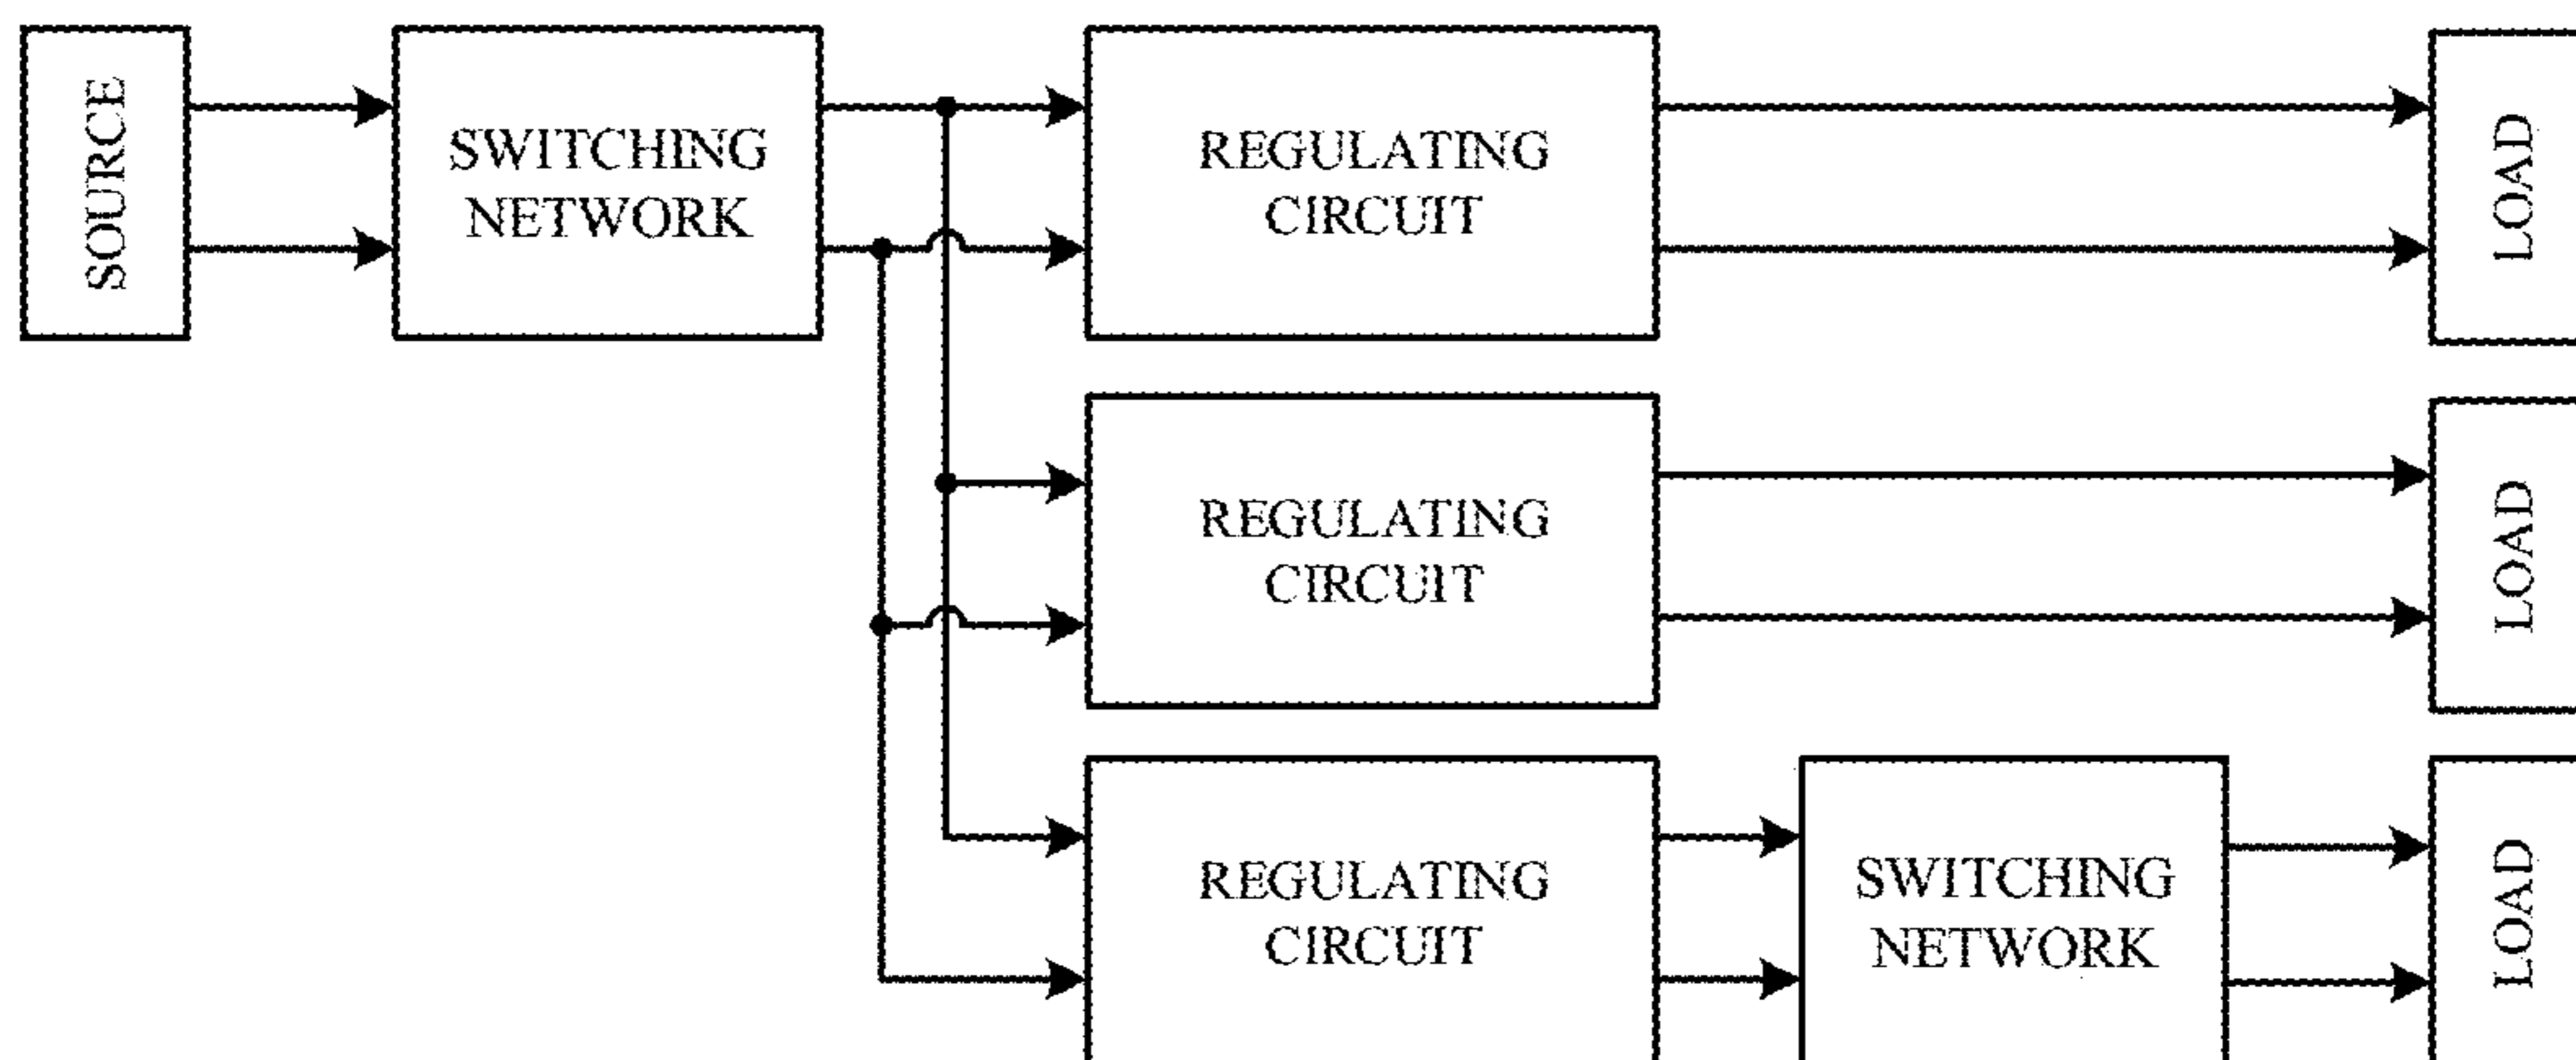 SOURCE
SWITCHING
NETWORK
REGULATING
CIRCUIT
LOAD
REGULATING
CIRCUIT
LOAD
REGULATING
CIRCUIT
SWITCHING
NETWORK
LOAD